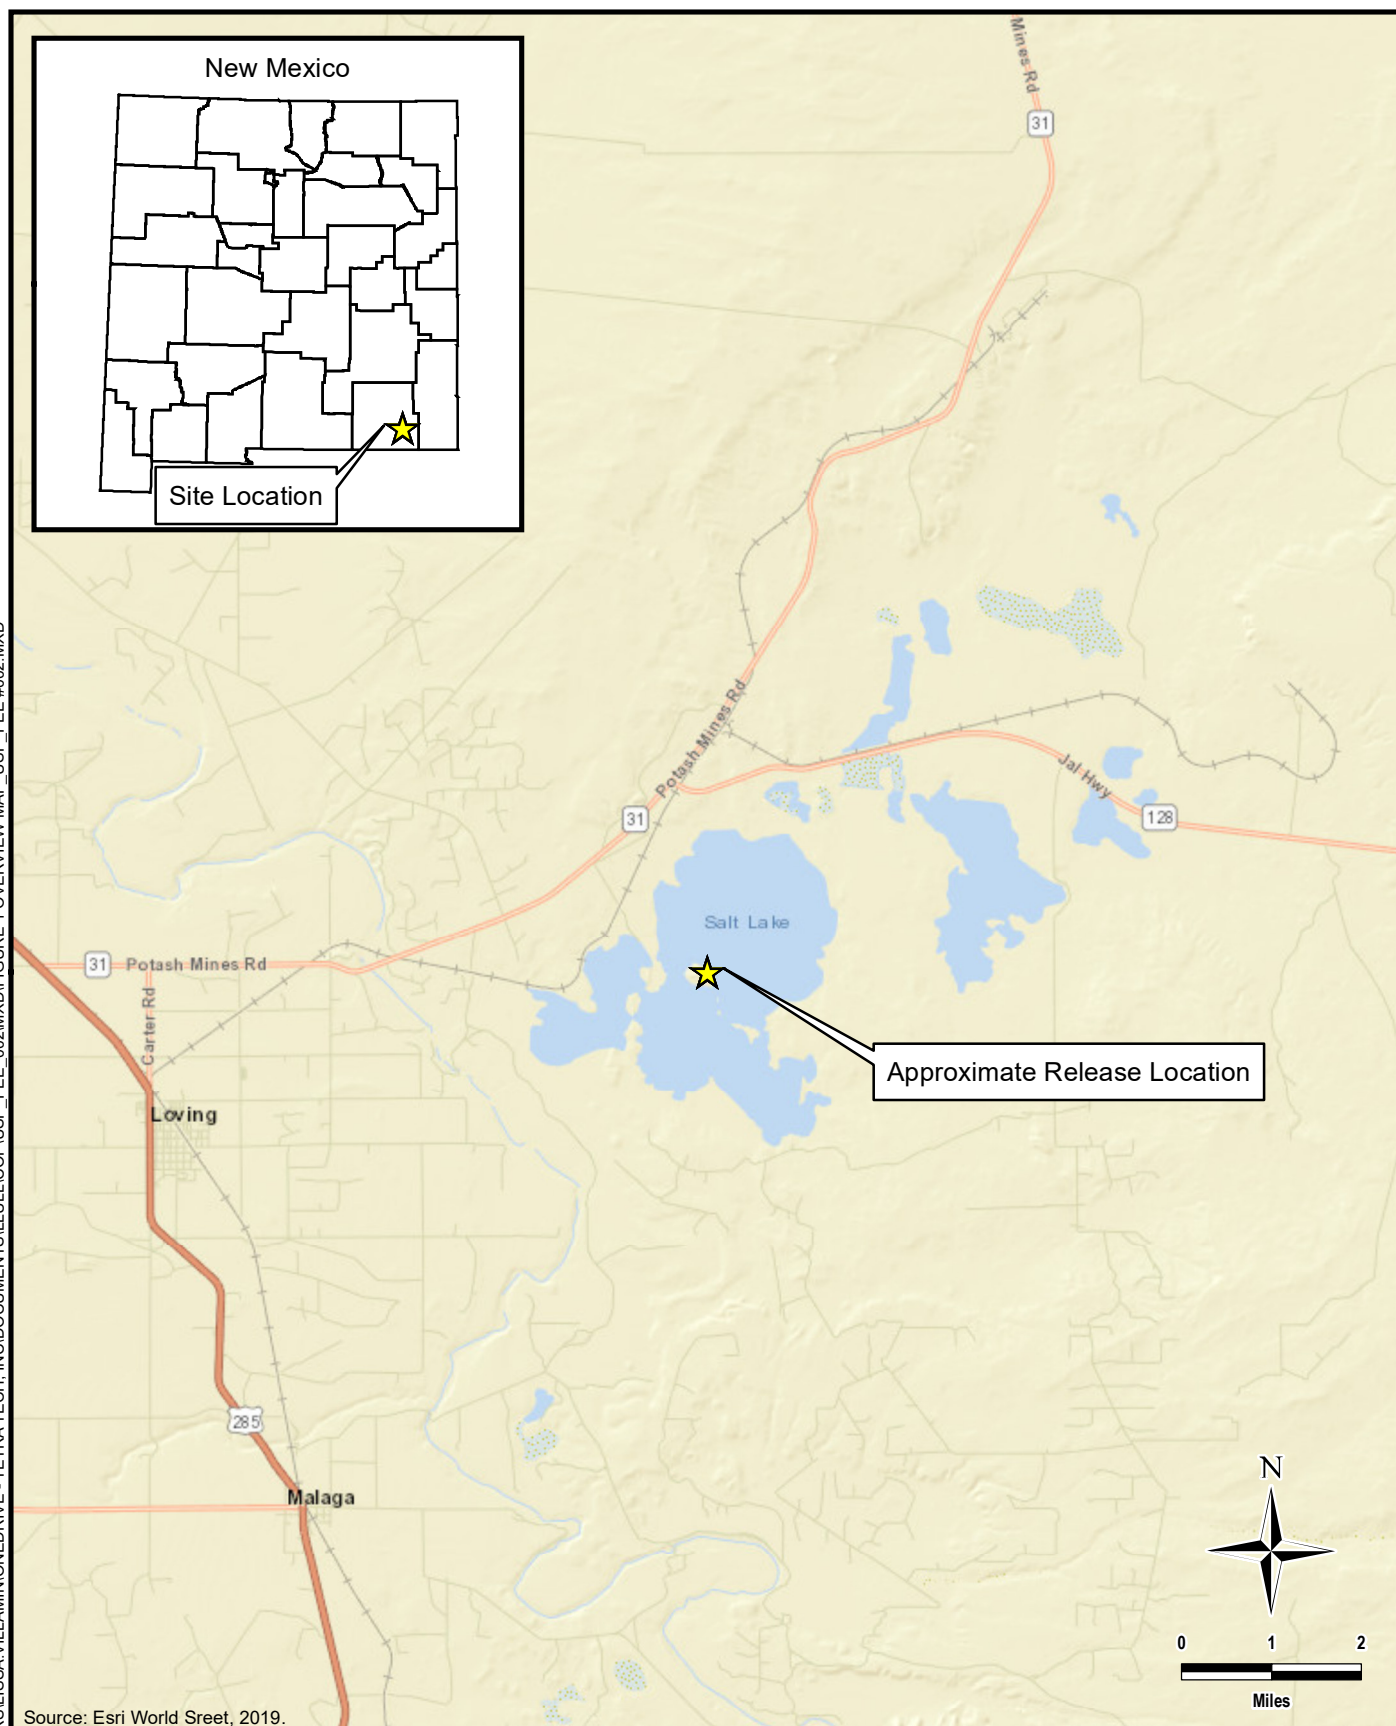 New Mexico
Site Location
Mines Rd
31
Potash Mines Rd
31
Jal Hwy
128
Salt Lake
31
Potash Mines Rd
Carter Rd
Approximate Release Location
Loving
285
Malaga
N
0 1 2
Miles
Source: Esri World Sreet, 2019.